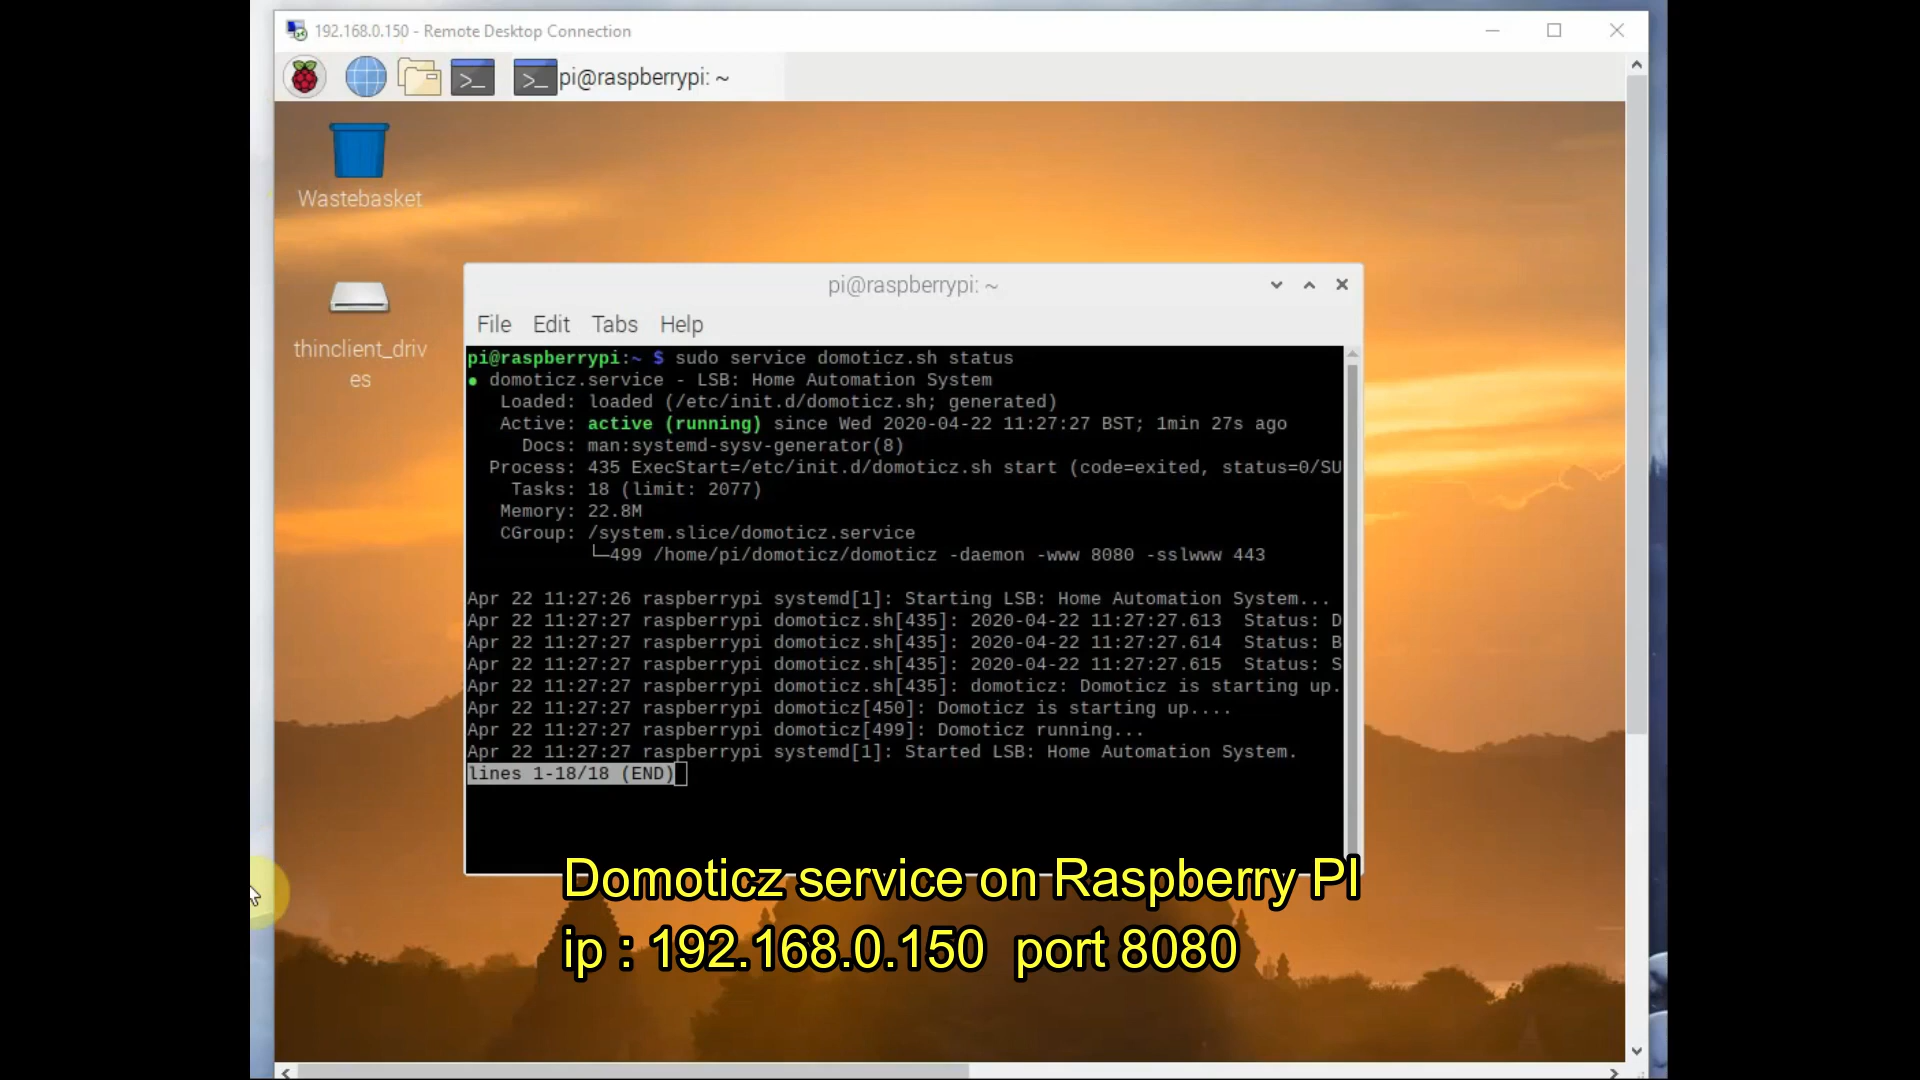 192.168.0.150 - Remote Desktop Connection
pi@raspberrypi: ~
Wastebasket
thinclient_driv
es
pi@raspberrypi: ~
File Edit Tabs Help
pi@raspberrypi:~ $ sudo service domoticz.sh status
● domoticz.service - LSB: Home Automation System
Loaded: loaded (/etc/init.d/domoticz.sh; generated)
Active: active (running) since Wed 2020-04-22 11:27:27 BST; 1min 27s ago
Docs: man:systemd-sysv-generator(8)
Process: 435 ExecStart=/etc/init.d/domoticz.sh start (code=exited, status=0/SU
Tasks: 18 (limit: 2077)
Memory: 22.8M
CGroup: /system.slice/domoticz.service
└─499 /home/pi/domoticz/domoticz -daemon -www 8080 -sslwww 443
Apr 22 11:27:26 raspberrypi systemd[1]: Starting LSB: Home Automation System...
Apr 22 11:27:27 raspberrypi domoticz.sh[435]: 2020-04-22 11:27:27.613 Status: D
Apr 22 11:27:27 raspberrypi domoticz.sh[435]: 2020-04-22 11:27:27.614 Status: B
Apr 22 11:27:27 raspberrypi domoticz.sh[435]: 2020-04-22 11:27:27.615 Status: S
Apr 22 11:27:27 raspberrypi domoticz.sh[435]: domoticz: Domoticz is starting up.
Apr 22 11:27:27 raspberrypi domoticz[450]: Domoticz is starting up....
Apr 22 11:27:27 raspberrypi domoticz[499]: Domoticz running...
Apr 22 11:27:27 raspberrypi systemd[1]: Started LSB: Home Automation System.
lines 1-18/18 (END)
Domoticz service on Raspberry PI
ip : 192.168.0.150 port 8080